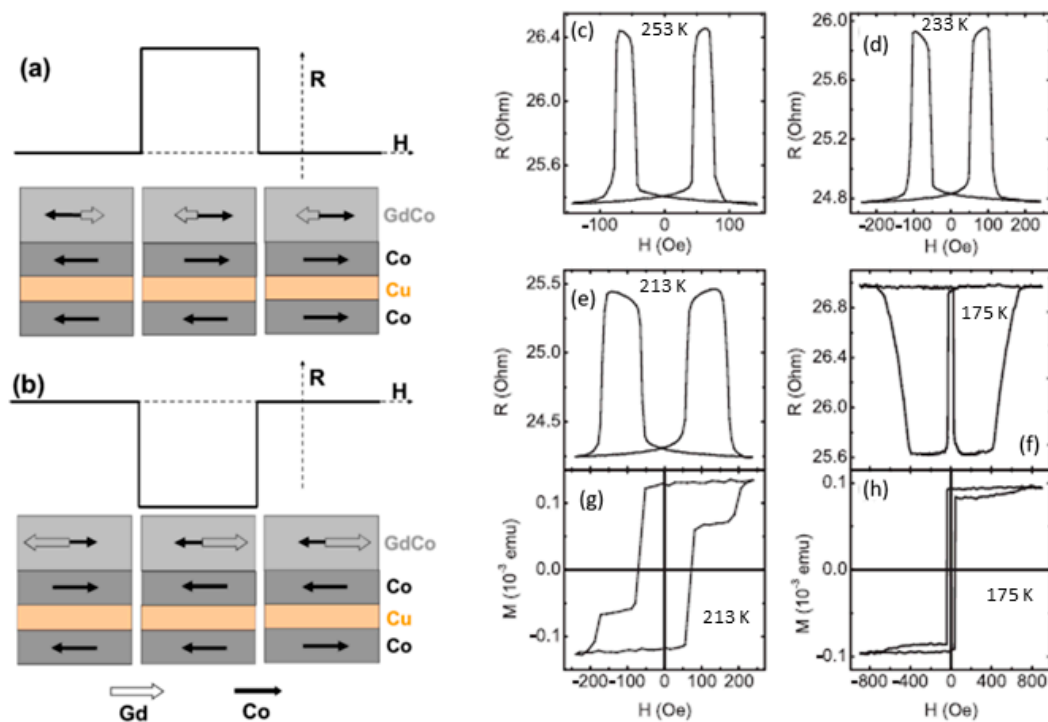 (a)
R
H
GdCo
Co
Cu
Co
(b)
R
H
GdCo
Co
Cu
Co
Gd
Co
(c)
253 K
R (Ohm)
26.4
26.0
25.6
-100 0 100
H (Oe)
(d)
233 K
R (Ohm)
26.0
25.6
25.2
24.8
-200 -100 0 100 200
H (Oe)
(e)
213 K
R (Ohm)
25.5
25.0
24.5
(f)
175 K
R (Ohm)
26.8
26.4
26.0
25.6
(g)
213 K
M (10⁻³ emu)
0.1
0.0
-0.1
-200 -100 0 100 200
H (Oe)
(h)
175 K
M (10⁻³ emu)
0.1
0.0
-0.1
-800 -400 0 400 800
H (Oe)